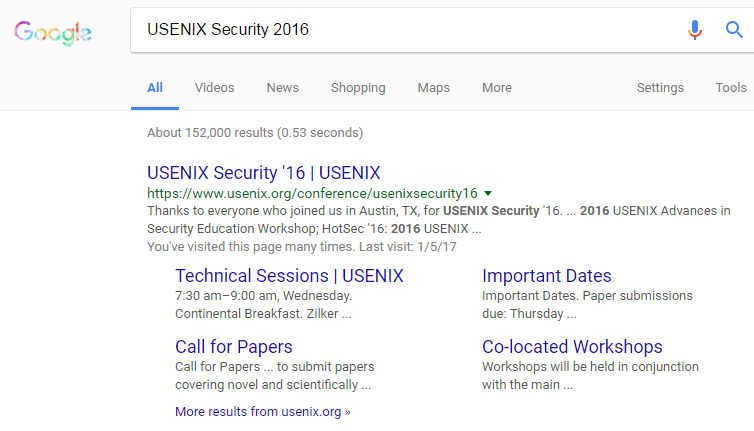 Google
USENIX Security 2016
All Videos News Shopping Maps More Settings Tools
About 152,000 results (0.53 seconds)
USENIX Security '16 | USENIX
https://www.usenix.org/conference/usenixsecurity16
Thanks to everyone who joined us in Austin, TX, for USENIX Security '16. ... 2016 USENIX Advances in
Security Education Workshop; HotSec '16: 2016 USENIX ...
You've visited this page many times. Last visit: 1/5/17
Technical Sessions | USENIX
7:30 am–9:00 am, Wednesday.
Continental Breakfast. Zilker ...
Important Dates
Important Dates. Paper submissions
due: Thursday ...
Call for Papers
Call for Papers ... to submit papers
covering novel and scientifically ...
Co-located Workshops
Workshops will be held in conjunction
with the main ...
More results from usenix.org »